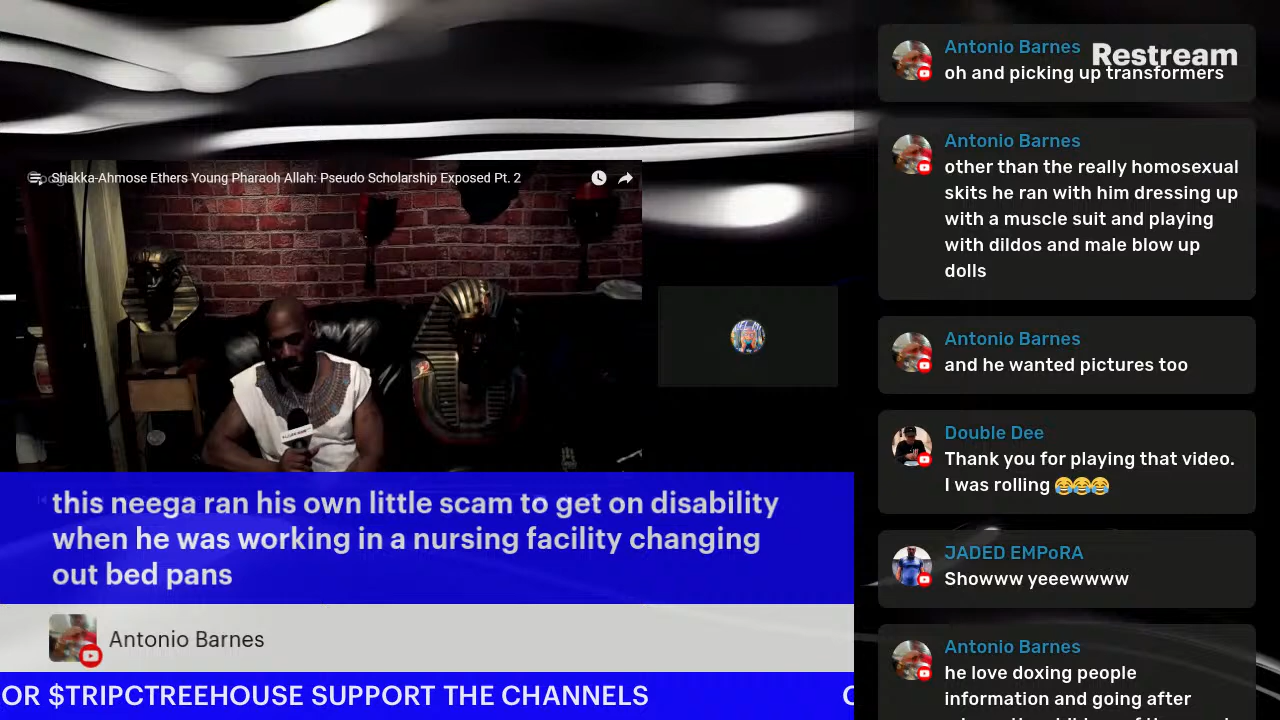 Shakka-Ahmose Ethers Young Pharaoh Allah: Pseudo Scholarship Exposed Pt. 2
this neega ran his own little scam to get on disability
when he was working in a nursing facility changing
out bed pans
Antonio Barnes
OR $TRIPCTREEHOUSE SUPPORT THE CHANNELS
Restream
Antonio Barnes
oh and picking up transformers
Antonio Barnes
other than the really homosexual
skits he ran with him dressing up
with a muscle suit and playing
with dildos and male blow up
dolls
Antonio Barnes
and he wanted pictures too
Double Dee
Thank you for playing that video.
I was rolling 😂😂😂
JADED EMPoRA
Showww yeeewwww
Antonio Barnes
he love doxing people
information and going after